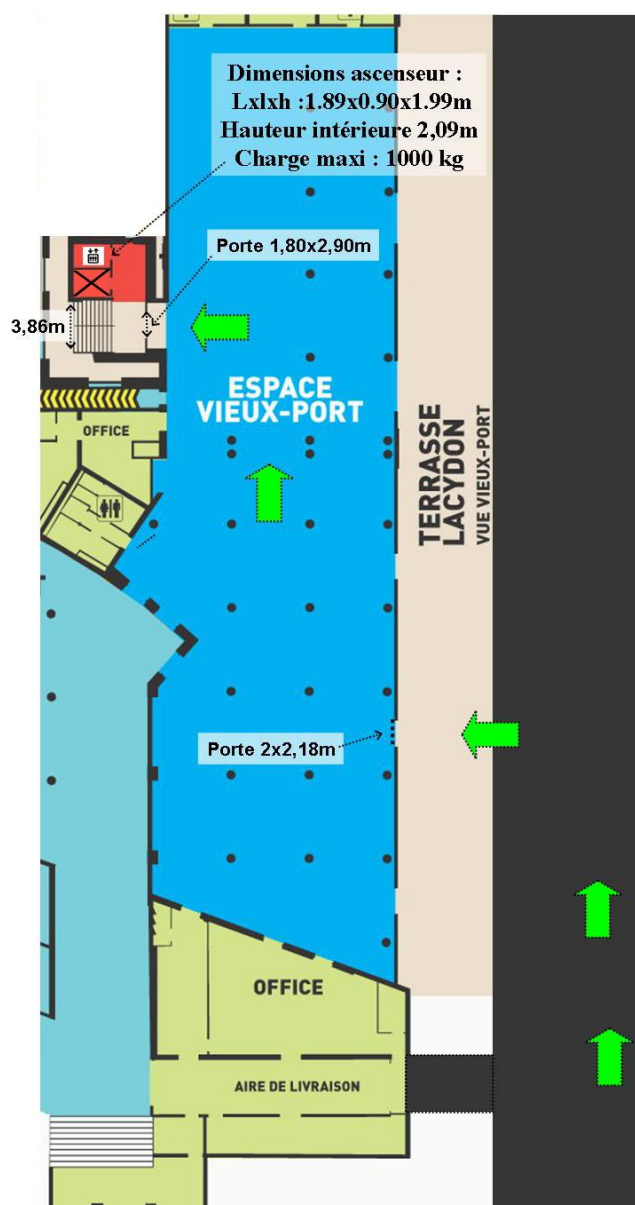 Dimensions ascenseur :
Lxlxh :1.89x0.90x1.99m
Hauteur intérieure 2,09m
Charge maxi : 1000 kg
Porte 1,80x2,90m
3,86m
ESPACE
VIEUX-PORT
OFFICE
TERRASSE
LACYDON
VUE VIEUX-PORT
Porte 2x2,18m
OFFICE
AIRE DE LIVRAISON